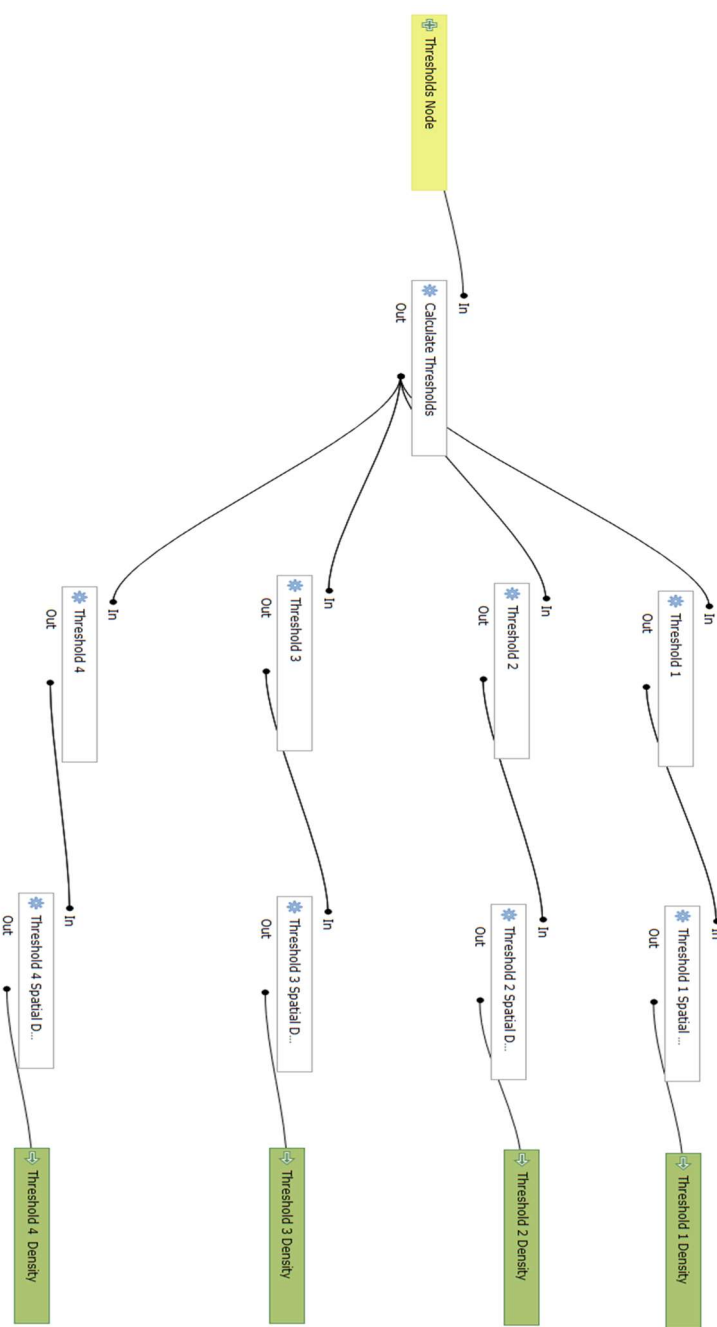 Thresholds Node
In
Calculate Thresholds
Out
In
Threshold 1
Out
In
Threshold 2
Out
In
Threshold 3
Out
In
Threshold 4
Out
In
Threshold 1 Spatial ...
Out
In
Threshold 2 Spatial D...
Out
In
Threshold 3 Spatial D...
Out
In
Threshold 4 Spatial D...
Out
Threshold 1 Density
Threshold 2 Density
Threshold 3 Density
Threshold 4  Density